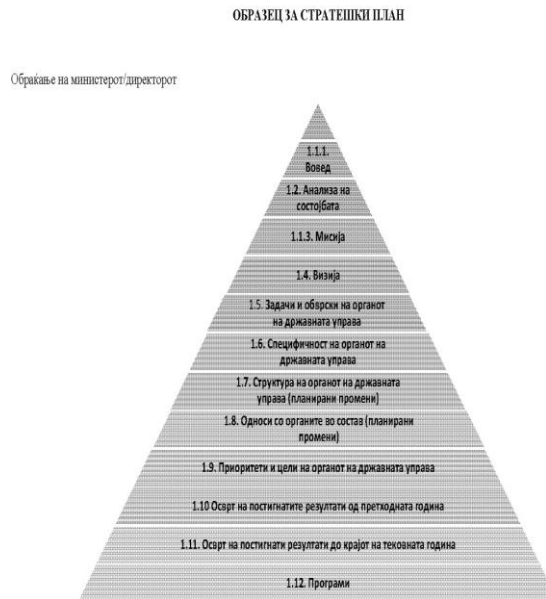 ОБРАЗЕЦ ЗА СТРАТЕШКИ ПЛАН
Обраќање на министерот/директорот
1.1.1.
Вовед
1.2. Анализа на
состојбата
1.1.3. Мисија
1.4. Визија
1.5. Задачи и обврски на органот
на државната управа
1.6. Специфичност на органот на
државната управа
1.7. Структура на органот на државната
управа (планирани промени)
1.8. Односи со органите во состав (планирани
промени)
1.9. Приоритети и цели на органот на државната управа
1.10 Осврт на постигнатите резултати од претходната година
1.11. Осврт на постигнати резултати до крајот на тековната година
1.12. Програми